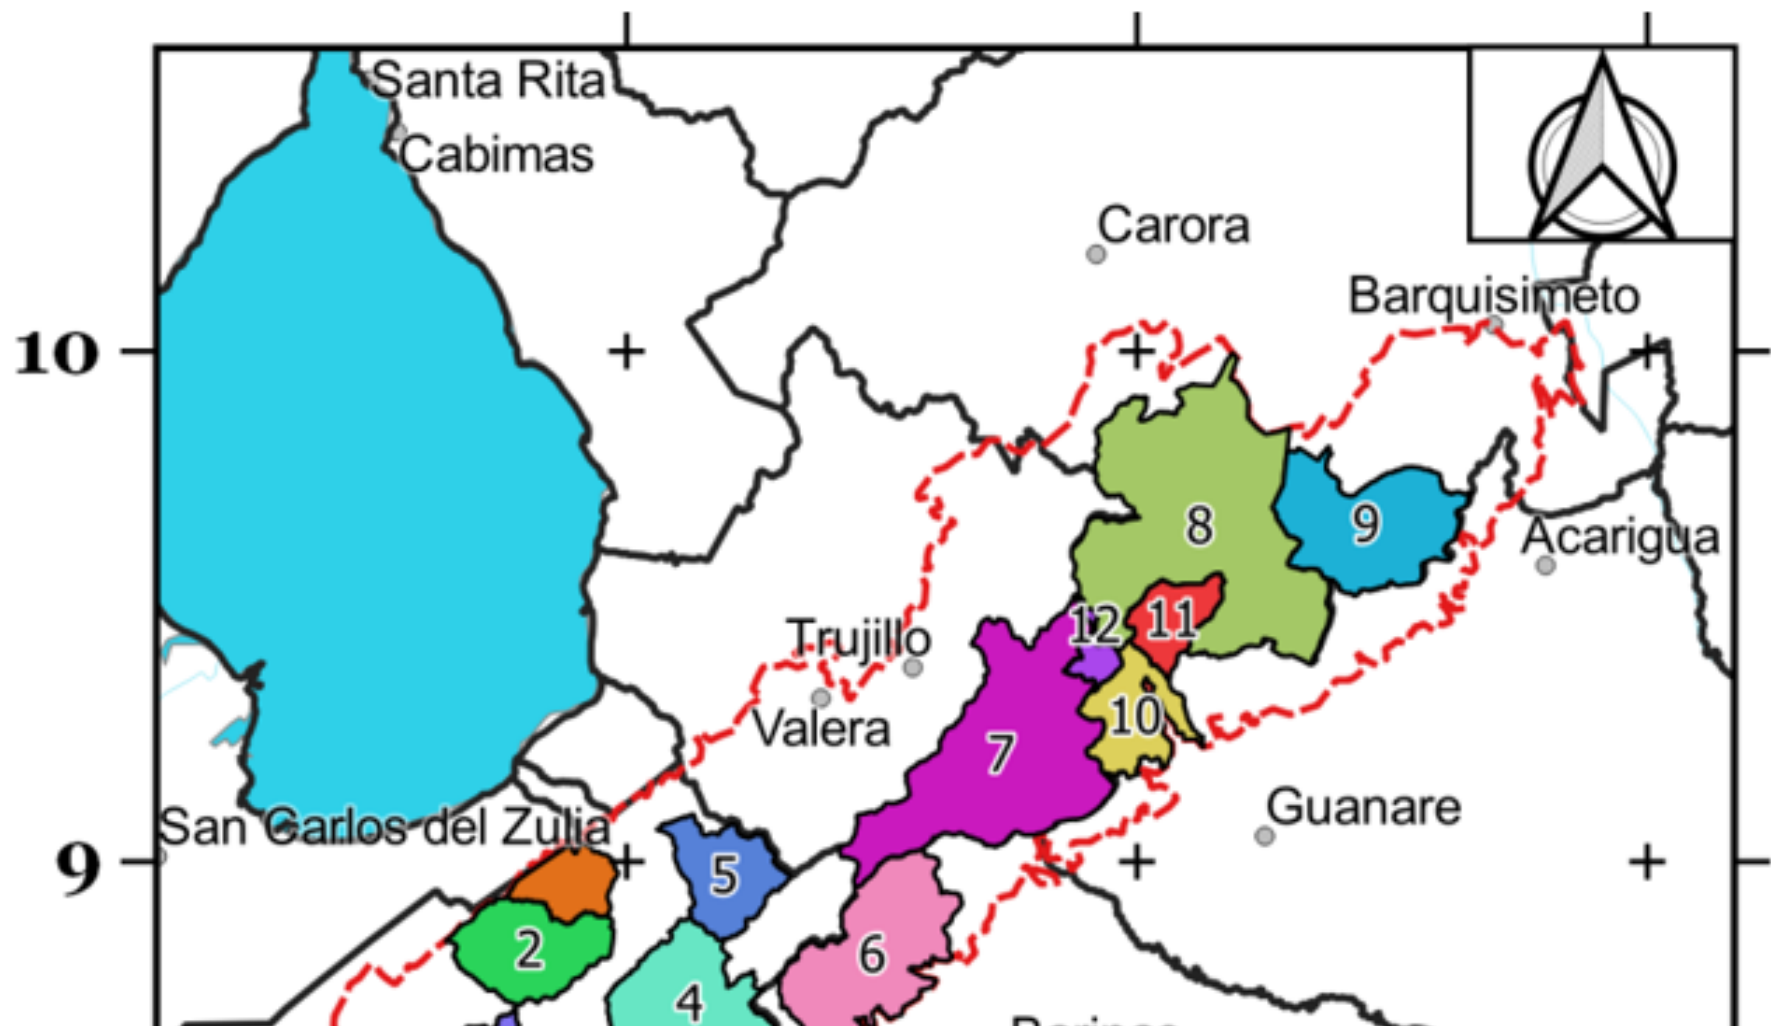 Santa Rita
Cabimas
Carora
Barquisimeto
10
8
9
Acarigua
12
11
Trujillo
10
Valera
7
Guanare
San Carlos del Zulia
9
5
2
6
4